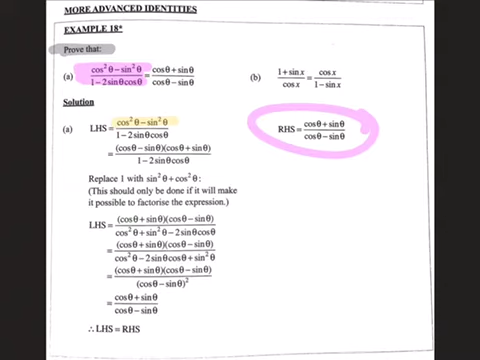 MORE ADVANCED IDENTITIES
EXAMPLE 18*
Prove that:
(a) (cos²θ – sin²θ)/(1 – 2sinθcosθ) = (cosθ + sinθ)/(cosθ – sinθ)
(b) (1 + sin x)/(cos x) = (cos x)/(1 – sin x)
Solution
(a) LHS = (cos²θ – sin²θ)/(1 – 2sinθcosθ)
RHS = (cosθ + sinθ)/(cosθ – sinθ)
= (cosθ – sinθ)(cosθ + sinθ)/(1 – 2sinθcosθ)
Replace 1 with sin²θ + cos²θ:
(This should only be done if it will make
it possible to factorise the expression.)
LHS = (cosθ + sinθ)(cosθ – sinθ)/(cos²θ + sin²θ – 2sinθcosθ)
= (cosθ + sinθ)(cosθ – sinθ)/(cos²θ – 2sinθcosθ + sin²θ)
= (cosθ + sinθ)(cosθ – sinθ)/(cosθ – sinθ)²
= (cosθ + sinθ)/(cosθ – sinθ)
∴ LHS = RHS